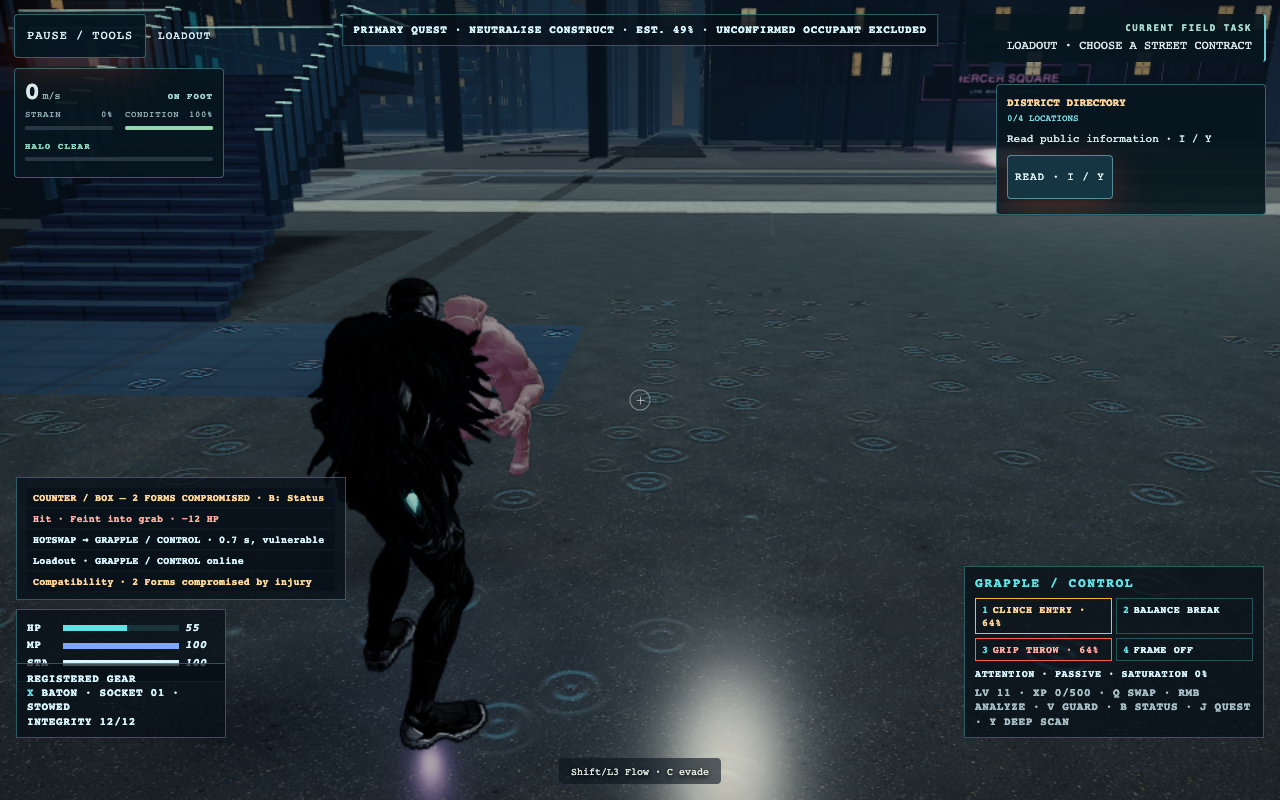 PAUSE / TOOLS
LOADOUT
PRIMARY QUEST · NEUTRALISE CONSTRUCT · EST. 49% · UNCONFIRMED OCCUPANT EXCLUDED
CURRENT FIELD TASK
LOADOUT · CHOOSE A STREET CONTRACT
0 m/s
ON FOOT
STRAIN 0% CONDITION 100%
HALO CLEAR
MERCER SQUARE
DISTRICT DIRECTORY
0/4 LOCATIONS
Read public information · I / Y
READ · I / Y
COUNTER / BOX — 2 FORMS COMPROMISED · B: Status
Hit · Feint into grab · −12 HP
HOTSWAP → GRAPPLE / CONTROL · 0.7 s, vulnerable
Loadout · GRAPPLE / CONTROL online
Compatibility · 2 Forms compromised by injury
HP 55
MP 100
STA 100
REGISTERED GEAR
X BATON · SOCKET 01 ·
STOWED
INTEGRITY 12/12
GRAPPLE / CONTROL
1 CLINCH ENTRY ·
64%
2 BALANCE BREAK
3 GRIP THROW · 64%
4 FRAME OFF
ATTENTION · PASSIVE · SATURATION 0%
LV 11 · XP 0/500 · Q SWAP · RMB
ANALYZE · V GUARD · B STATUS · J QUEST
· Y DEEP SCAN
Shift/L3 Flow · C evade